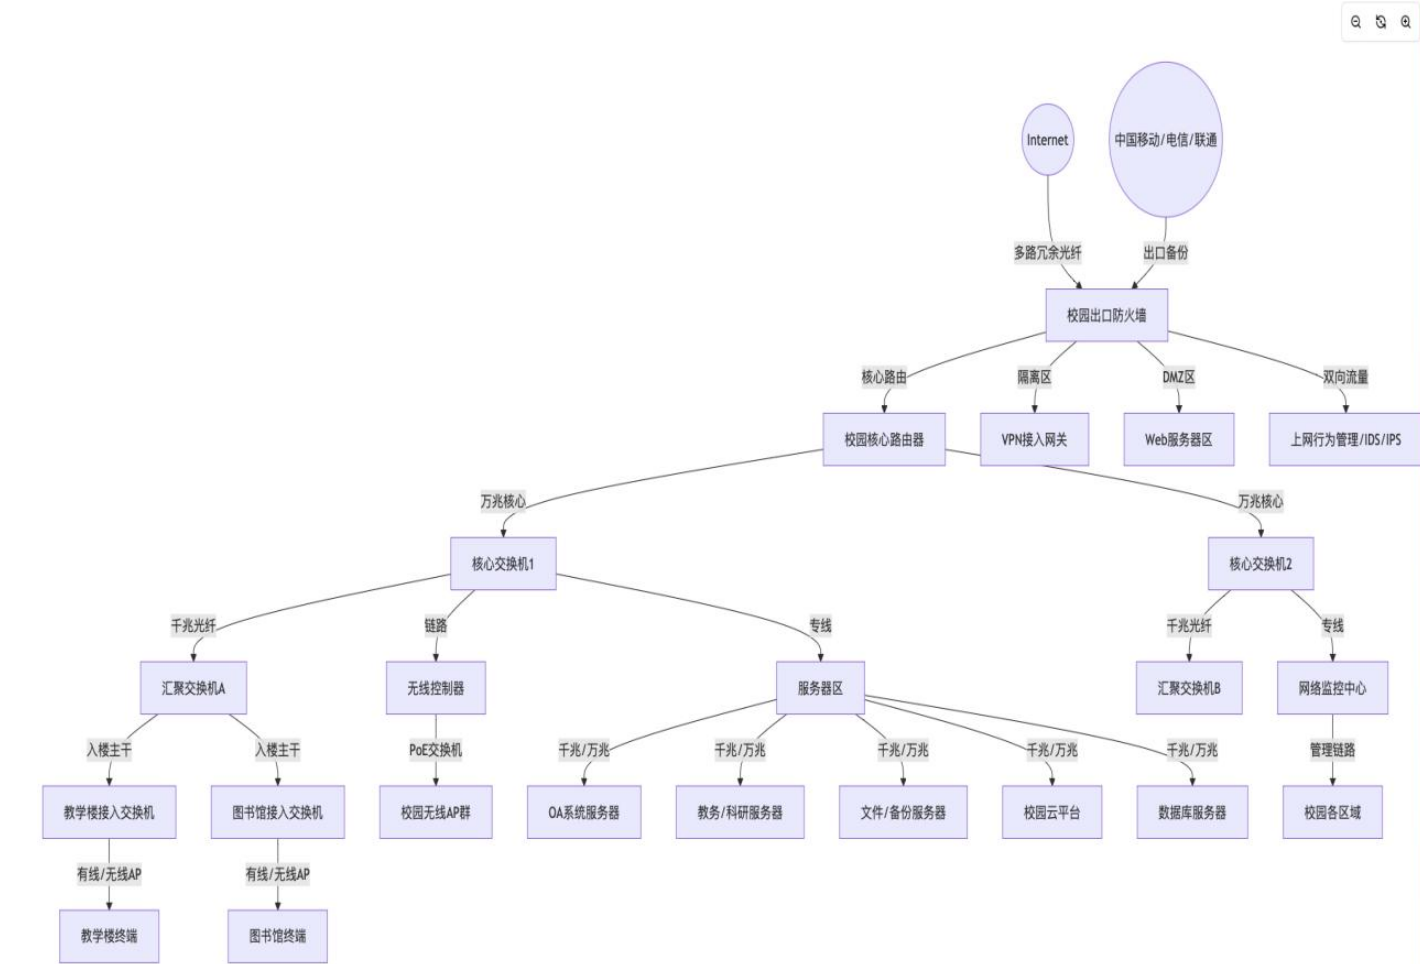 Internet
中国移动/电信/联通
多路冗余光纤
出口备份
校园出口防火墙
核心路由
隔离区
DMZ区
双向流量
校园核心路由器
VPN接入网关
Web服务器区
上网行为管理/IDS/IPS
万兆核心
万兆核心
核心交换机1
核心交换机2
千兆光纤
链路
专线
千兆光纤
专线
汇聚交换机A
无线控制器
服务器区
汇聚交换机B
网络监控中心
入楼主干
入楼主干
PoE交换机
千兆/万兆
千兆/万兆
千兆/万兆
千兆/万兆
千兆/万兆
管理链路
教学楼接入交换机
图书馆接入交换机
校园无线AP群
OA系统服务器
教务/科研服务器
文件/备份服务器
校园云平台
数据库服务器
校园各区域
有线/无线AP
有线/无线AP
教学楼终端
图书馆终端